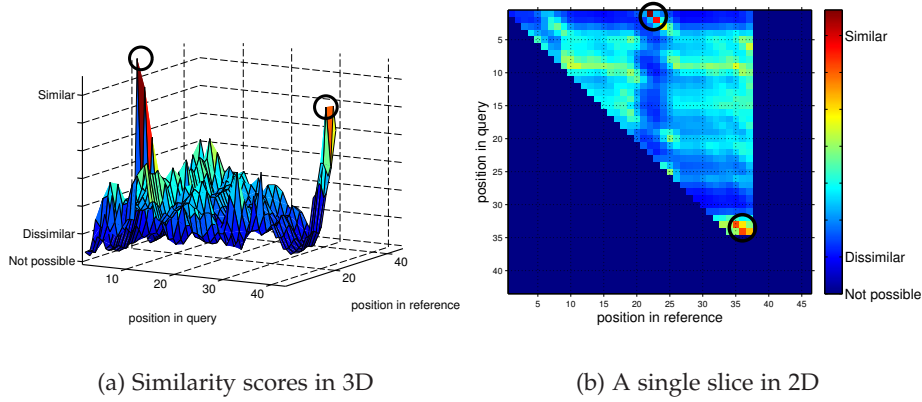 Similar
Dissimilar
Not possible
10
20
30
40
20
40
position in query
position in reference
(a) Similarity scores in 3D
5
10
15
20
25
30
35
40
position in query
5
10
15
20
25
30
35
40
45
position in reference
Similar
Dissimilar
Not possible
(b) A single slice in 2D